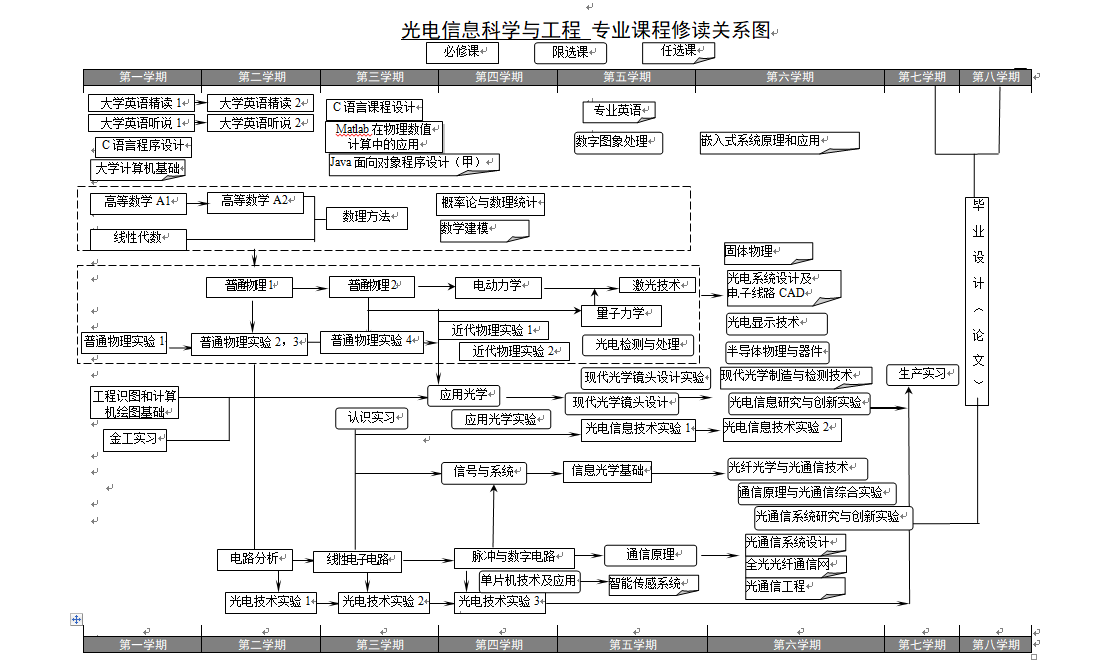 光电信息科学与工程 专业课程修读关系图
必修课 限选课 任选课
第一学期 第二学期 第三学期 第四学期 第五学期 第六学期 第七学期 第八学期
大学英语精读 1 大学英语精读 2
大学英语听说 1 大学英语听说 2
C 语言程序设计
大学计算机基础
C 语言课程设计
Matlab 在物理数值
计算中的应用
Java 面向对象程序设计（甲）
专业英语
数字图象处理
嵌入式系统原理和应用
高等数学 A1 高等数学 A2
线性代数
数理方法
概率论与数理统计
数学建模
普通物理1 普通物理2 电动力学 激光技术
量子力学
普通物理实验 1 普通物理实验 2，3 普通物理实验 4
近代物理实验 1
近代物理实验 2
光电检测与处理
固体物理
光电系统设计及
电子线路 CAD
光电显示技术
半导体物理与器件
工程识图和计算
机绘图基础
金工实习
认识实习
应用光学
应用光学实验
现代光学镜头设计实验
现代光学镜头设计
光电信息技术实验 1
现代光学制造与检测技术
光电信息研究与创新实验
光电信息技术实验 2
生产实习
信号与系统 信息光学基础 光纤光学与光通信技术
通信原理与光通信综合实验
光通信系统研究与创新实验
电路分析 线性电子电路 脉冲与数字电路 通信原理
光通信系统设计
全光光纤通信网
光通信工程
单片机技术及应用 智能传感系统
光电技术实验 1 光电技术实验 2 光电技术实验 3
毕业设计（论文）
第一学期 第二学期 第三学期 第四学期 第五学期 第六学期 第七学期 第八学期